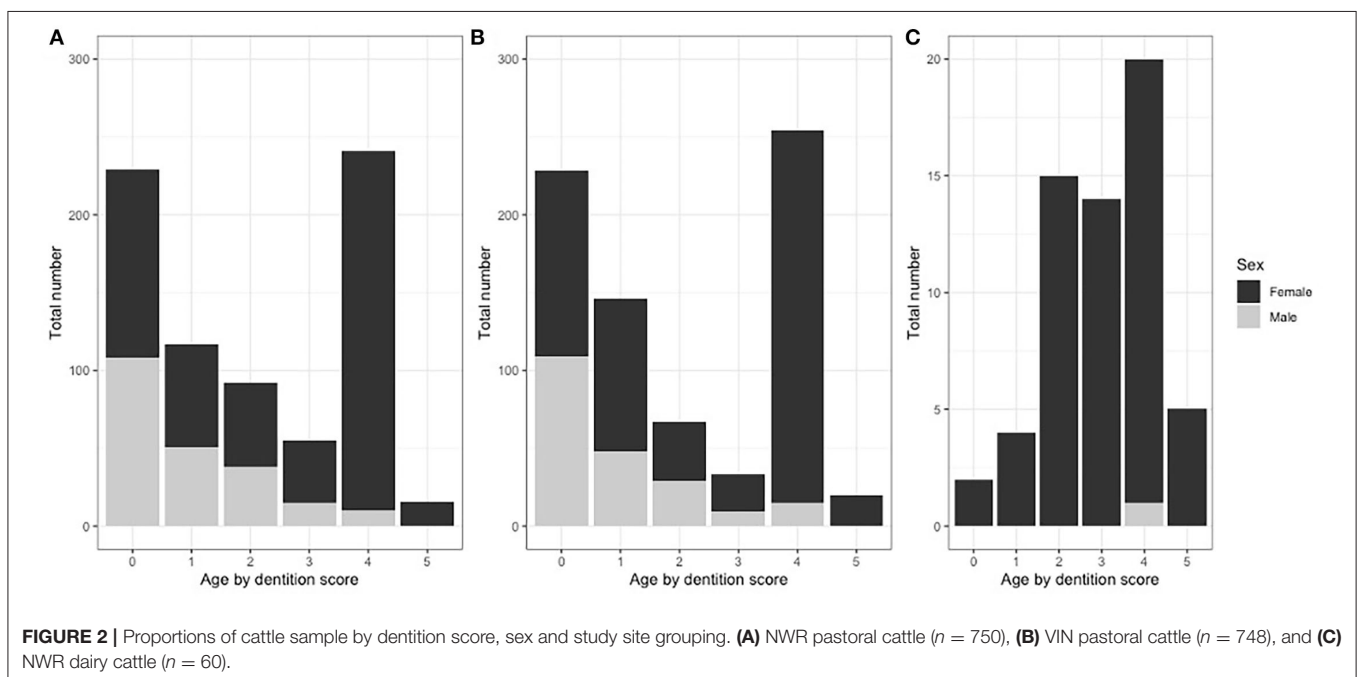 A
B
C
300
200
100
0
Total number
0 1 2 3 4 5
Age by dentition score
300
200
100
0
Total number
0 1 2 3 4 5
Age by dentition score
20
15
10
5
0
Total number
0 1 2 3 4 5
Age by dentition score
Sex
Female
Male
FIGURE 2 | Proportions of cattle sample by dentition score, sex and study site grouping. (A) NWR pastoral cattle (n = 750), (B) VIN pastoral cattle (n = 748), and (C)
NWR dairy cattle (n = 60).